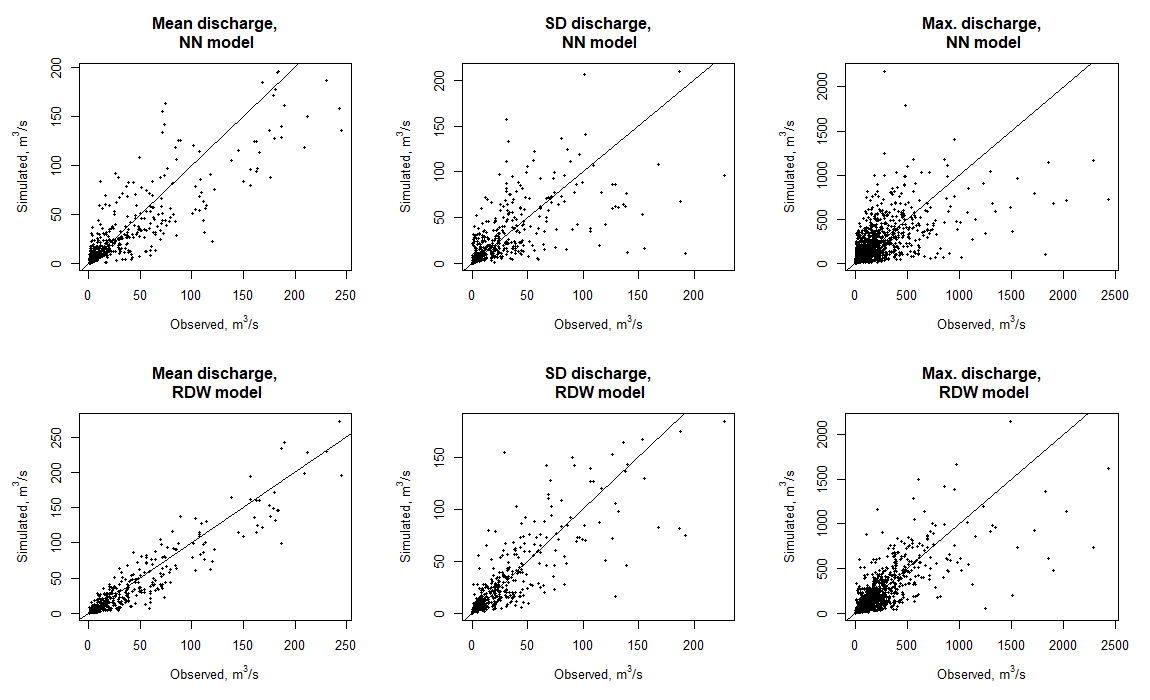 Mean discharge,
NN model
SD discharge,
NN model
Max. discharge,
NN model
Simulated, m³/s
0
50
100
150
200
0 50 100 150 200 250
Observed, m³/s
Simulated, m³/s
0
50
100
150
200
0 50 100 150 200
Observed, m³/s
Simulated, m³/s
0
500
1000
1500
2000
0 500 1000 1500 2000 2500
Observed, m³/s
Mean discharge,
RDW model
SD discharge,
RDW model
Max. discharge,
RDW model
Simulated, m³/s
0
50
100
150
200
250
0 50 100 150 200 250
Observed, m³/s
Simulated, m³/s
0
50
100
150
0 50 100 150 200
Observed, m³/s
Simulated, m³/s
0
500
1000
1500
2000
0 500 1000 1500 2000 2500
Observed, m³/s